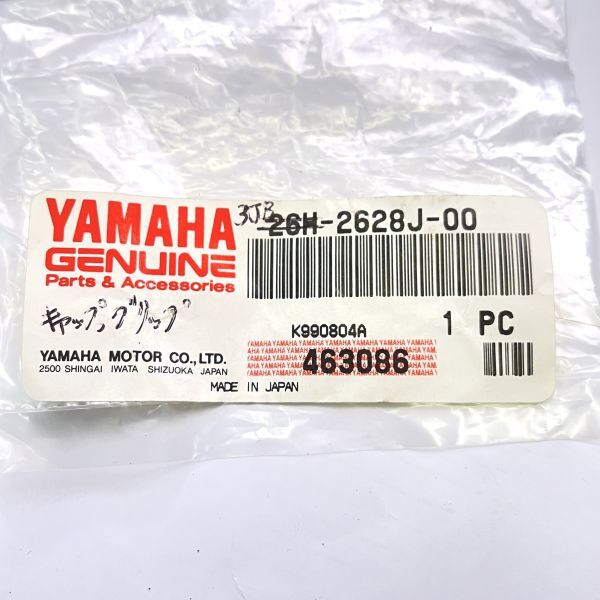 YAMAHA
GENUINE
Parts & Accessories
3JB
26H-2628J-00
キャップ,グリップ
K990804A
1 PC
YAMAHA MOTOR CO., LTD.
2500 SHINGAI IWATA SHIZUOKA JAPAN
463086
MADE IN JAPAN